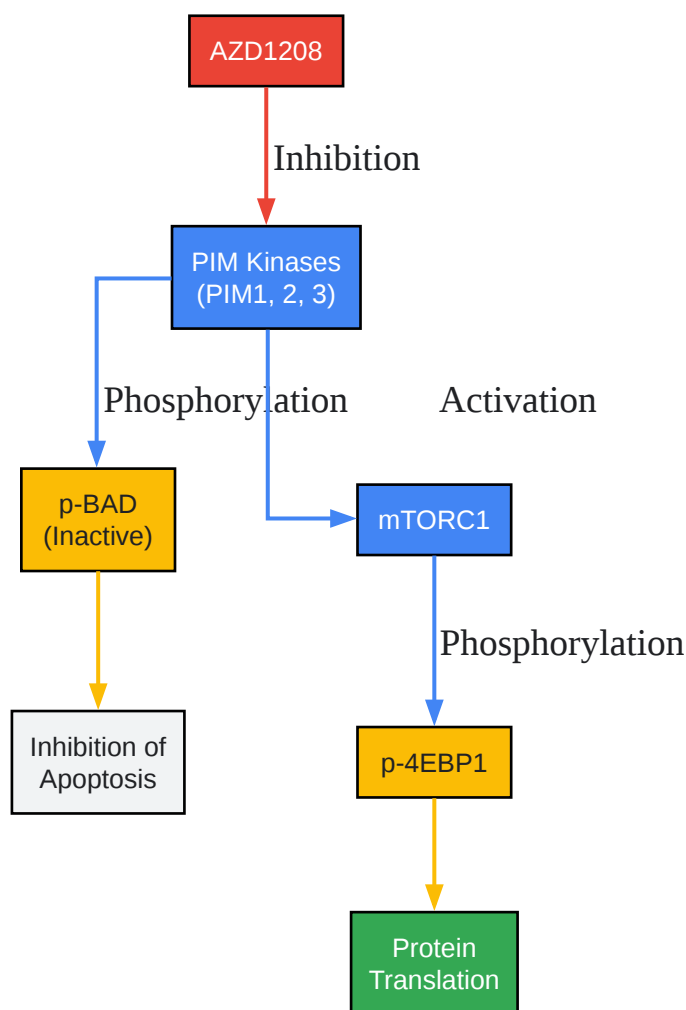 AZD1208
Inhibition
PIM Kinases
(PIM1, 2, 3)
Phosphorylation
Activation
p-BAD
(Inactive)
mTORC1
Phosphorylation
Inhibition of
Apoptosis
p-4EBP1
Protein
Translation